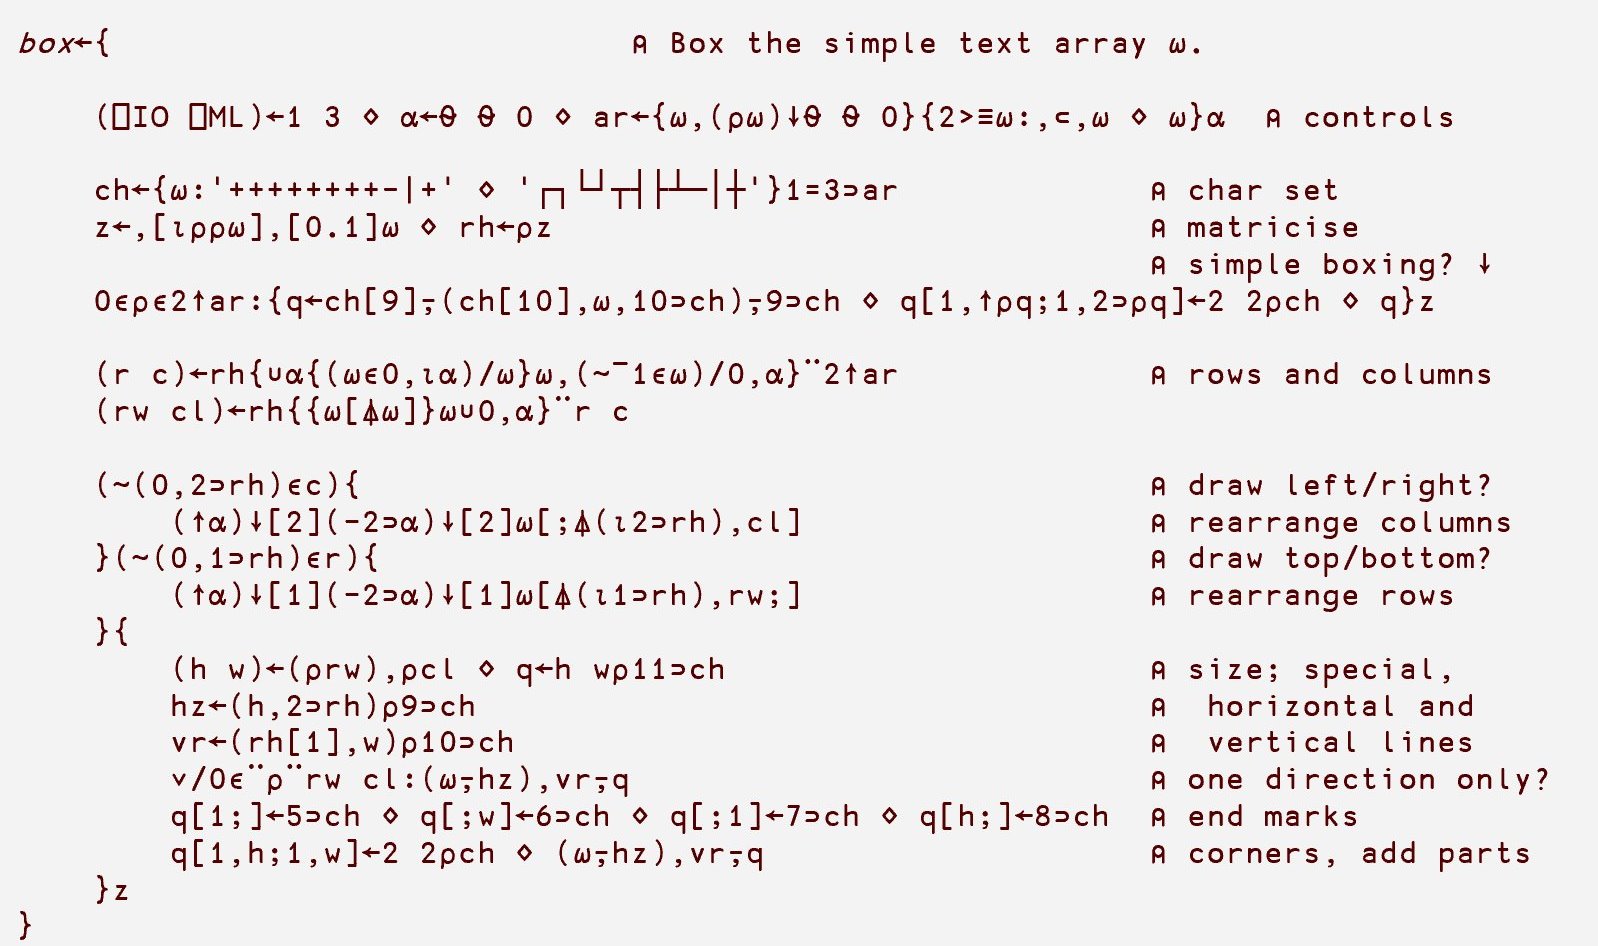 box←{                                   ⍝ Box the simple text array ⍵.
    (⎕IO ⎕ML)←1 3 ⋄ ⍺←⍬ ⍬ 0 ⋄ ar←{⍵,(⍴⍵)↓⍬ ⍬ 0}{2>≡⍵:,⊂,⍵ ⋄ ⍵}⍺  ⍝ controls
    ch←{⍵:'++++++++-|+' ⋄ '┌┐└┘┬┤├┴─│┼'}1=3⊃ar             ⍝ char set
    z←,[⍳⍴⍴⍵],[0.1]⍵ ⋄ rh←⍴z                               ⍝ matricise
                                                           ⍝ simple boxing? ↓
    0∊⍴∊2↑ar:{q←ch[9]⍪(ch[10],⍵,10⊃ch)⍪9⊃ch ⋄ q[1,↑⍴q;1,2⊃⍴q]←2 2⍴ch ⋄ q}z
    (r c)←rh{∪⍺{(⍵∊0,⍳⍺)/⍵}⍵,(~¯1∊⍵)/0,⍺}¨2↑ar             ⍝ rows and columns
    (rw cl)←rh{{⍵[⍋⍵]}⍵∪0,⍺}¨r c
    (~(0,2⊃rh)∊c){                                         ⍝ draw left/right?
        (↑⍺)↓[2](-2⊃⍺)↓[2]⍵[;⍋(⍳2⊃rh),cl]                  ⍝ rearrange columns
    }(~(0,1⊃rh)∊r){                                        ⍝ draw top/bottom?
        (↑⍺)↓[1](-2⊃⍺)↓[1]⍵[⍋(⍳1⊃rh),rw;]                  ⍝ rearrange rows
    }{
        (h w)←(⍴rw),⍴cl ⋄ q←h w⍴11⊃ch                      ⍝ size; special,
        hz←(h,2⊃rh)⍴9⊃ch                                   ⍝  horizontal and
        vr←(rh[1],w)⍴10⊃ch                                 ⍝  vertical lines
        ∨/0∊¨⍴¨rw cl:(⍵⍪hz),vr⍪q                           ⍝ one direction only?
        q[1;]←5⊃ch ⋄ q[;w]←6⊃ch ⋄ q[;1]←7⊃ch ⋄ q[h;]←8⊃ch  ⍝ end marks
        q[1,h;1,w]←2 2⍴ch ⋄ (⍵⍪hz),vr⍪q                    ⍝ corners, add parts
    }z
}